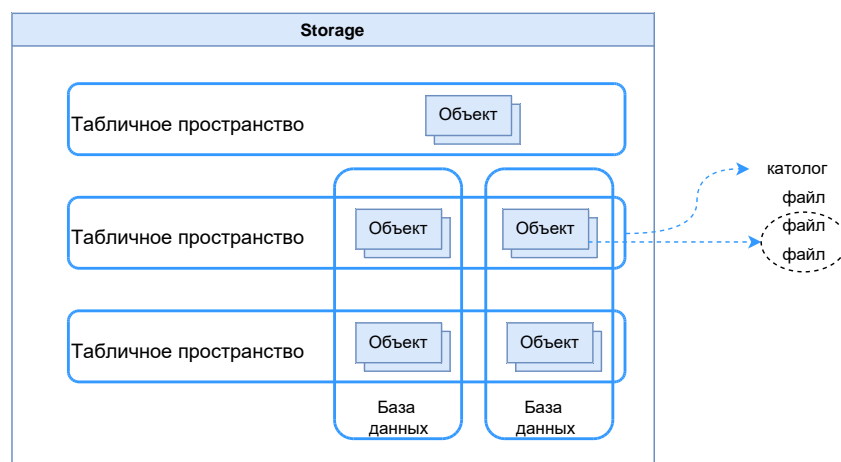 Storage
Объект
Табличное пространство
католог
файл
Объект
Объект
файл
Табличное пространство
файл
Объект
Объект
Табличное пространство
База
данных
База
данных